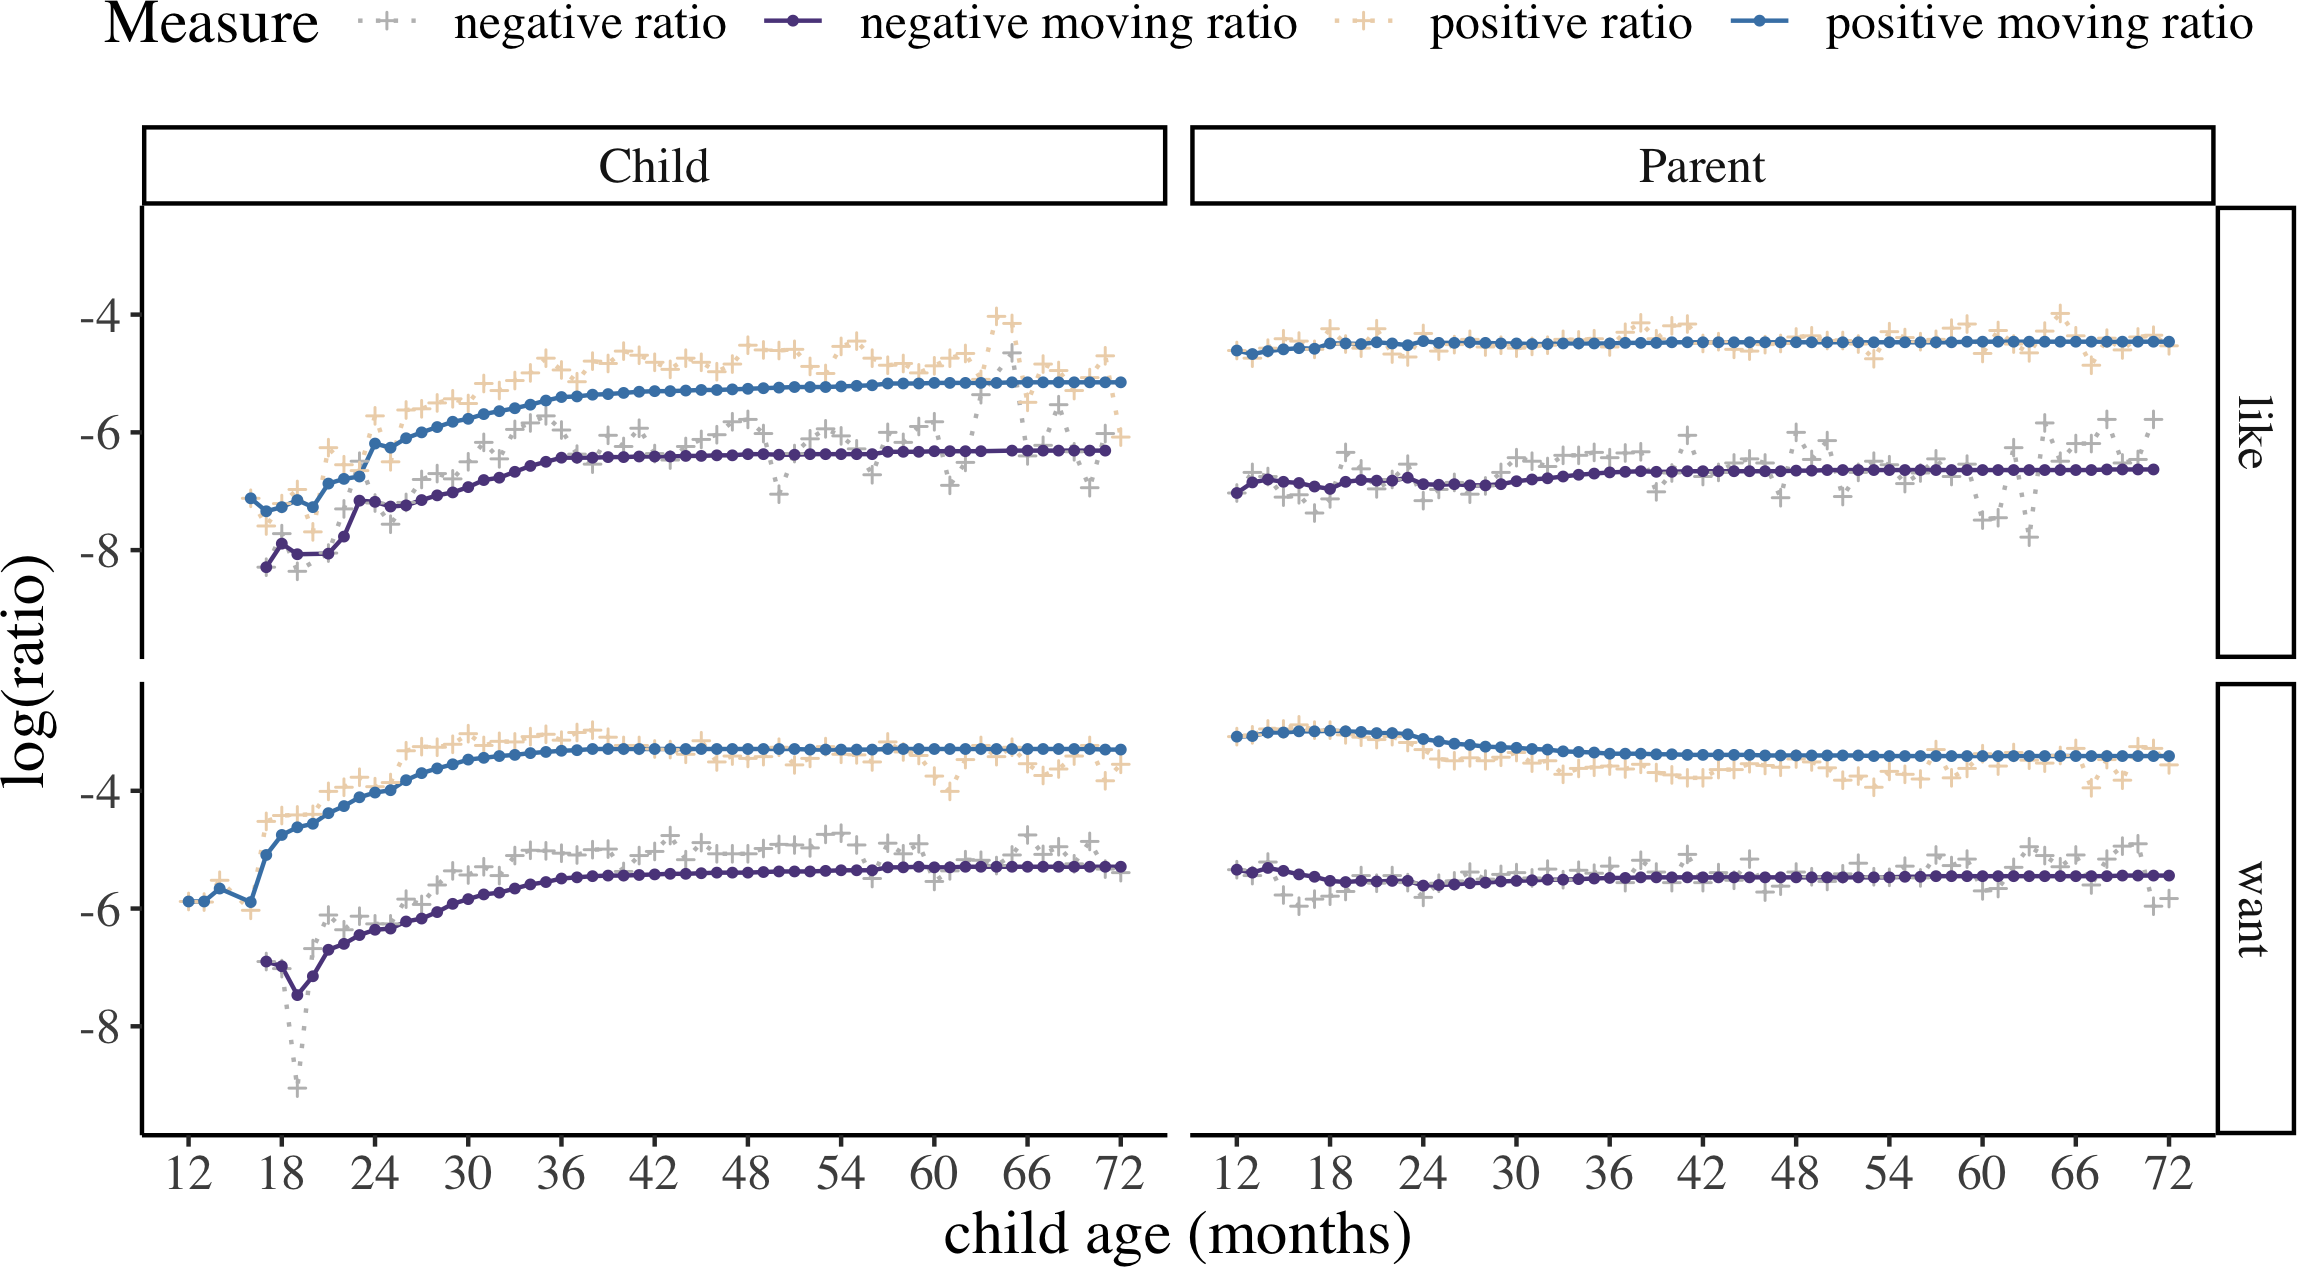 Measure negative ratio negative moving ratio positive ratio positive moving ratio
Child Parent
like
-4
-6
-8
want
-4
-6
-8
log(ratio)
12 18 24 30 36 42 48 54 60 66 72 12 18 24 30 36 42 48 54 60 66 72
child age (months)